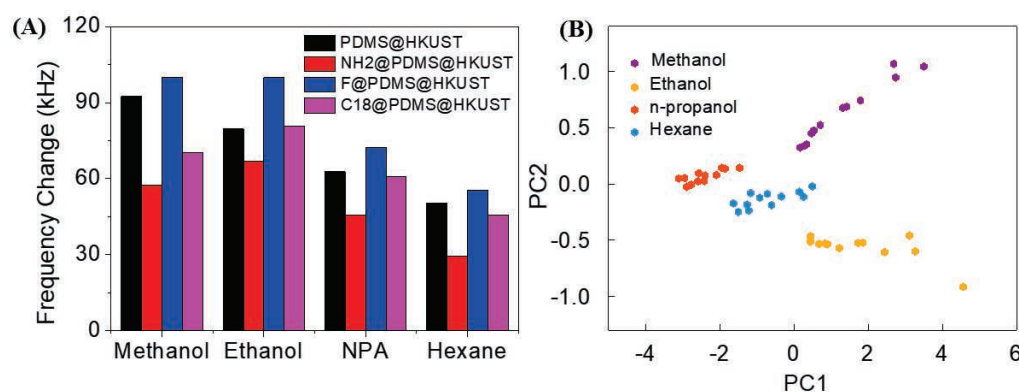 (A)
120
90
60
30
0
Frequency Change (kHz)
PDMS@HKUST
NH2@PDMS@HKUST
F@PDMS@HKUST
C18@PDMS@HKUST
Methanol Ethanol NPA Hexane
(B)
1.0
0.5
0.0
-0.5
-1.0
PC2
Methanol
Ethanol
n-propanol
Hexane
-4 -2 0 2 4 6
PC1